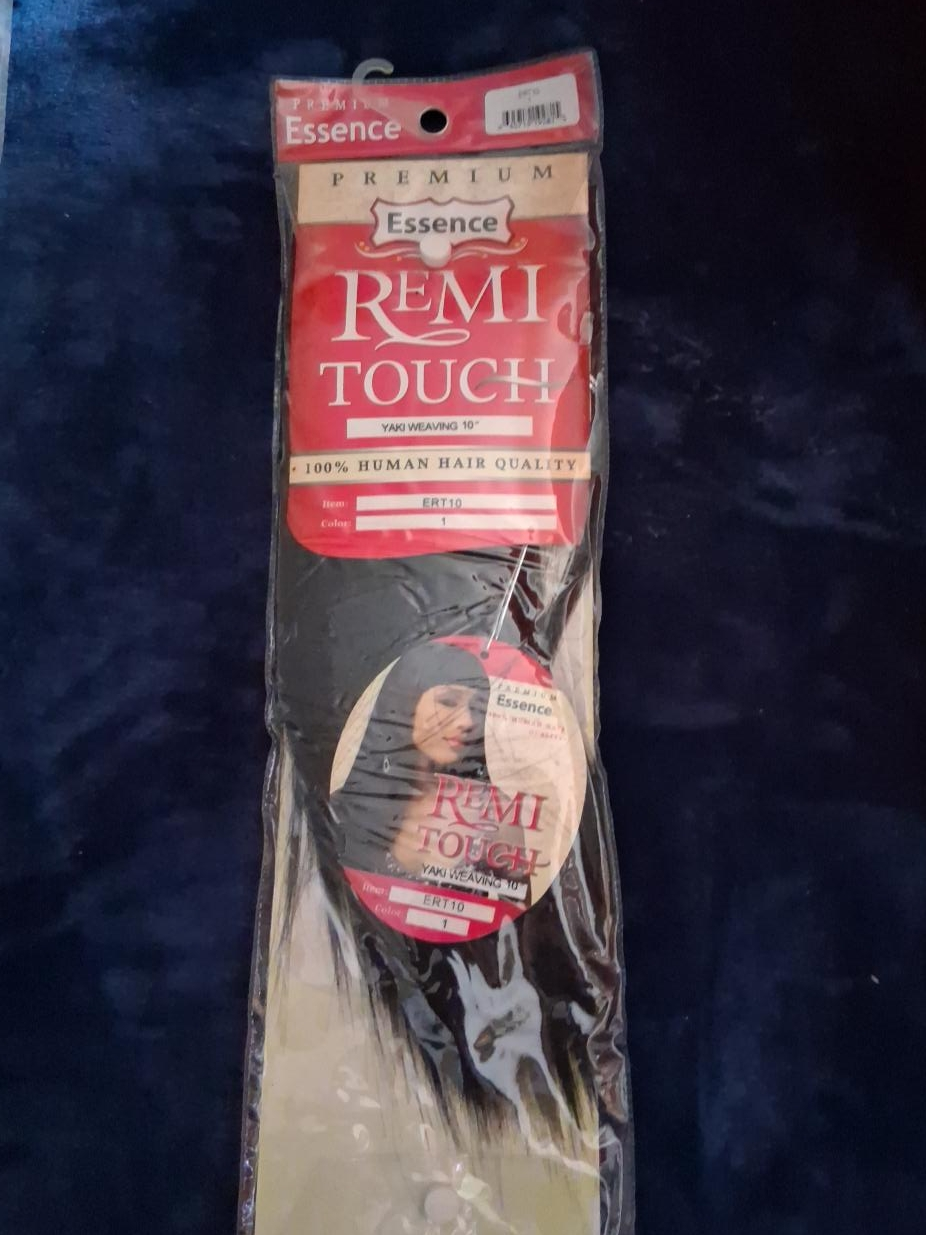 PREMIUM
Essence
ERT10
PREMIUM
Essence
REMI
TOUCH
YAKI WEAVING 10"
100% HUMAN HAIR QUALITY
Item: ERT10
Color: 1
PREMIUM
Essence
REMI
TOUCH
YAKI WEAVING 10
Item: ERT10
Color: 1